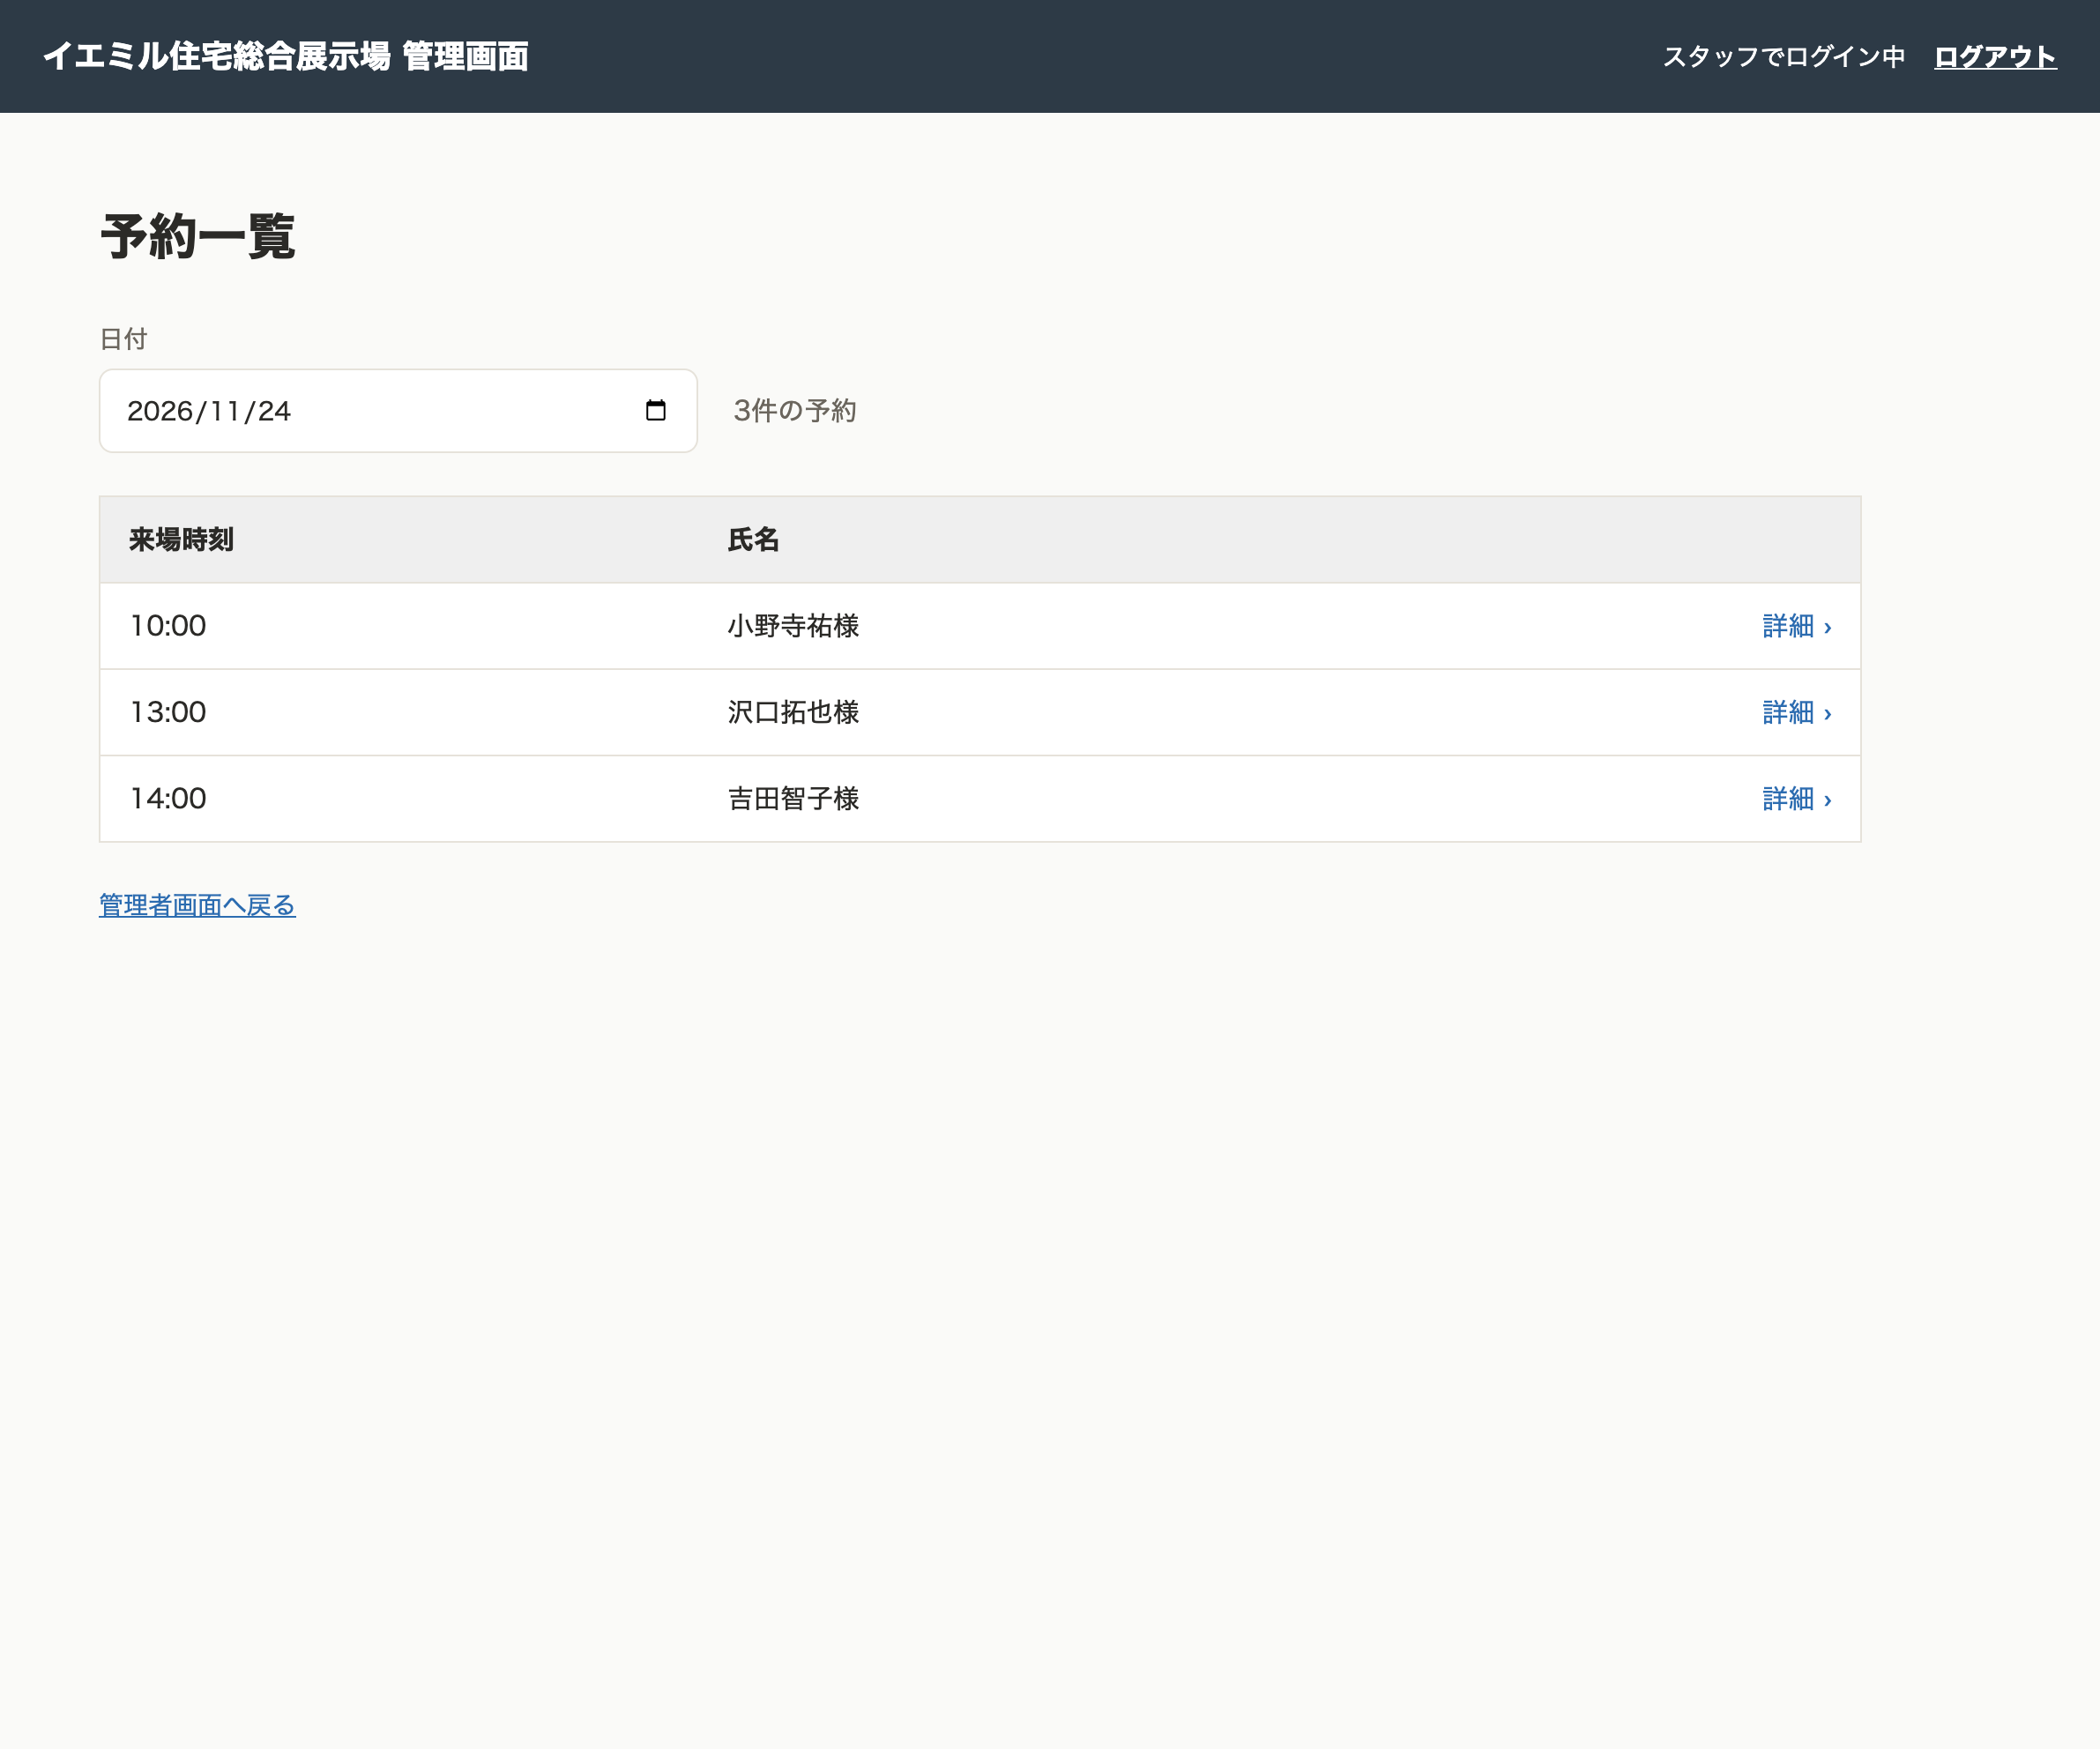 イエミル住宅総合展示場 管理画面
スタッフでログイン中 ログアウト
予約一覧
日付
2026/11/24
3件の予約
来場時刻 氏名
10:00 小野寺祐様 詳細 ›
13:00 沢口拓也様 詳細 ›
14:00 吉田智子様 詳細 ›
管理者画面へ戻る